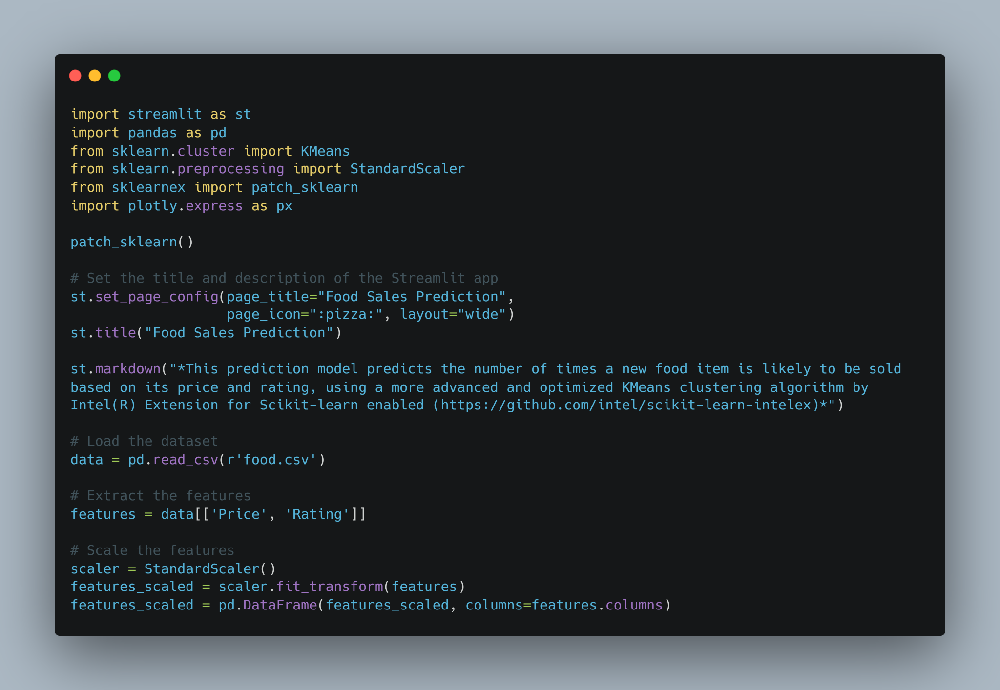 import streamlit as st
import pandas as pd
from sklearn.cluster import KMeans
from sklearn.preprocessing import StandardScaler
from sklearnex import patch_sklearn
import plotly.express as px

patch_sklearn()

# Set the title and description of the Streamlit app
st.set_page_config(page_title="Food Sales Prediction",
                   page_icon=":pizza:", layout="wide")
st.title("Food Sales Prediction")

st.markdown("*This prediction model predicts the number of times a new food item is likely to be sold
based on its price and rating, using a more advanced and optimized KMeans clustering algorithm by
Intel(R) Extension for Scikit-learn enabled (https://github.com/intel/scikit-learn-intelex)*")

# Load the dataset
data = pd.read_csv(r'food.csv')

# Extract the features
features = data[['Price', 'Rating']]

# Scale the features
scaler = StandardScaler()
features_scaled = scaler.fit_transform(features)
features_scaled = pd.DataFrame(features_scaled, columns=features.columns)